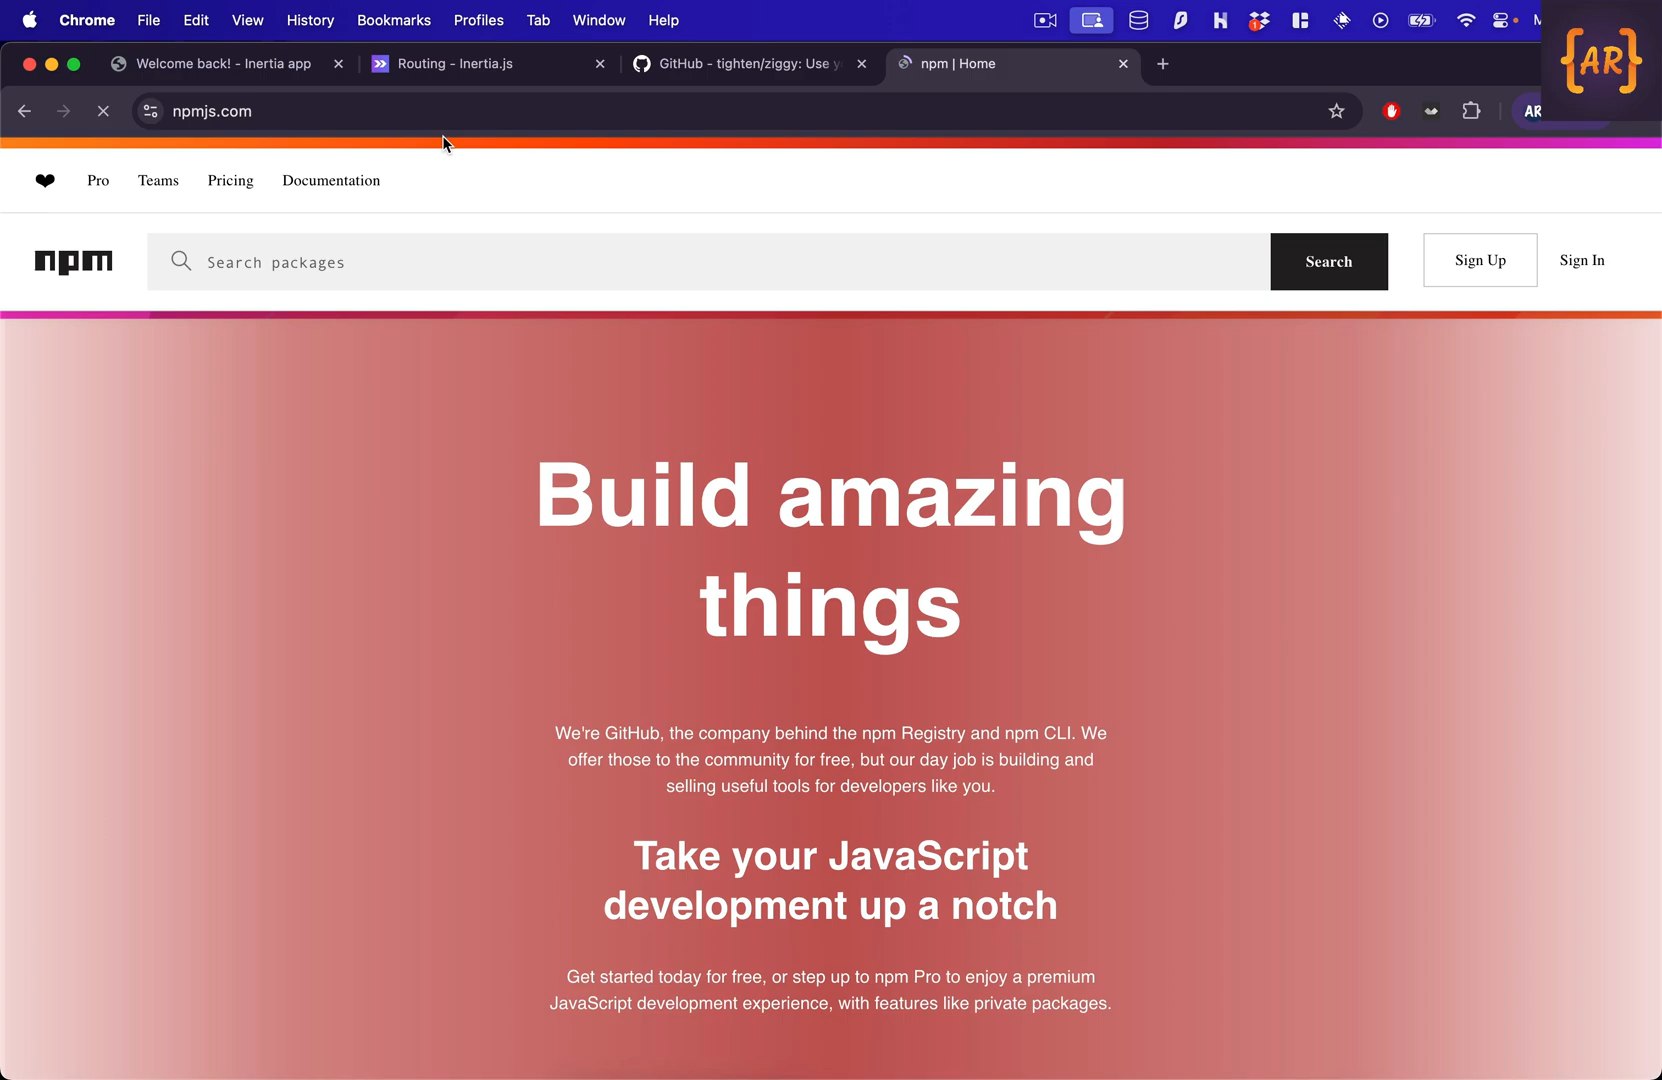 Chrome File Edit View History Bookmarks Profiles Tab Window Help
{AR}
Welcome back! - Inertia app
Routing - Inertia.js
GitHub - tighten/ziggy: Use
npm | Home
npmjs.com
AR
Pro Teams Pricing Documentation
npm
Search packages
Search
Sign Up
Sign In
Build amazing
things
We're GitHub, the company behind the npm Registry and npm CLI. We
offer those to the community for free, but our day job is building and
selling useful tools for developers like you.
Take your JavaScript
development up a notch
Get started today for free, or step up to npm Pro to enjoy a premium
JavaScript development experience, with features like private packages.